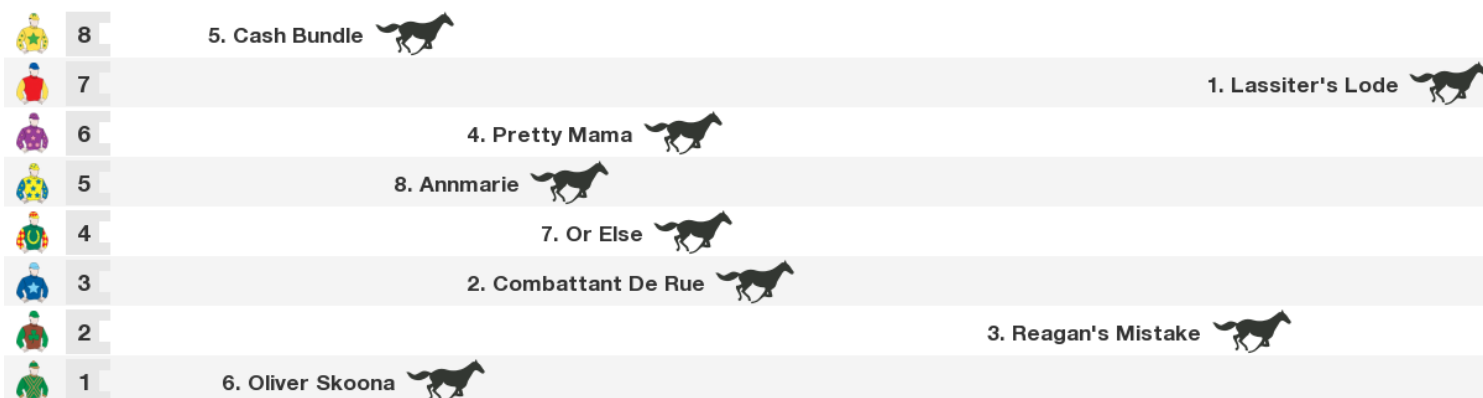 8 5. Cash Bundle
7 1. Lassiter's Lode
6 4. Pretty Mama
5 8. Annmarie
4 7. Or Else
3 2. Combattant De Rue
2 3. Reagan's Mistake
1 6. Oliver Skoona